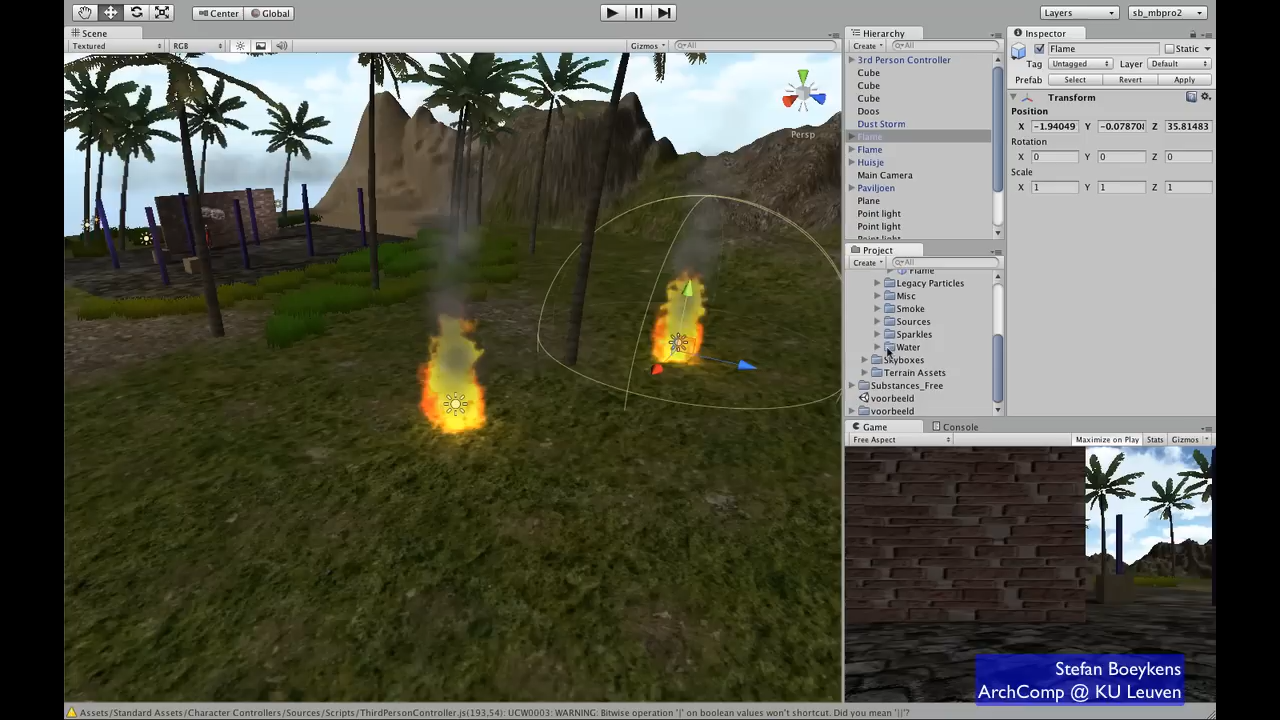 Center
Global
Layers
sb_mbpro2
Scene
Textured
RGB
Gizmos
All
Hierarchy
Create
All
3rd Person Controller
Cube
Cube
Cube
Doos
Dust Storm
Flame
Flame
Huisje
Main Camera
Paviljoen
Plane
Point light
Point light
Project
Create
All
Flame
Legacy Particles
Misc
Smoke
Sources
Sparkles
Water
Skyboxes
Terrain Assets
Substances_Free
voorbeeld
voorbeeld
Inspector
Flame
Static
Tag Untagged Layer Default
Prefab Select Revert Apply
Transform
Position
X -1.94049 Y -0.07870 Z 35.81483
Rotation
X 0 Y 0 Z 0
Scale
X 1 Y 1 Z 1
Persp
Game
Console
Free Aspect
Maximize on Play Stats Gizmos
Stefan Boeykens
ArchComp @ KU Leuven
Assets/Standard Assets/Character Controllers/Sources/Scripts/ThirdPersonController.js(193,54): UCW0003: WARNING: Bitwise operation '|' on boolean values won't shortcut. Did you mean '||'?